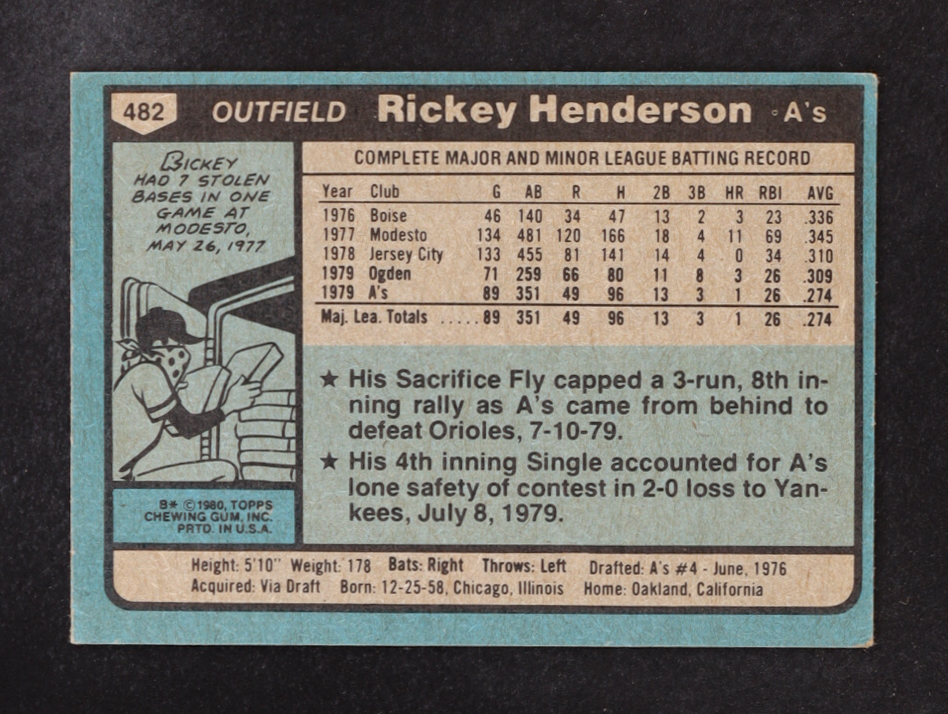 482 OUTFIELD Rickey Henderson A's
RICKEY
HAD 7 STOLEN
BASES IN ONE
GAME AT
MODESTO,
MAY 26, 1977.
COMPLETE MAJOR AND MINOR LEAGUE BATTING RECORD
Year Club G AB R H 2B 3B HR RBI AVG
1976 Boise 46 140 34 47 13 2 3 23 .336
1977 Modesto 134 481 120 166 18 4 11 69 .345
1978 Jersey City 133 455 81 141 14 4 0 34 .310
1979 Ogden 71 259 66 80 11 8 3 26 .309
1979 A's 89 351 49 96 13 3 1 26 .274
Maj. Lea. Totals .....89 351 49 96 13 3 1 26 .274
★ His Sacrifice Fly capped a 3-run, 8th in-
ning rally as A's came from behind to
defeat Orioles, 7-10-79.
★ His 4th inning Single accounted for A's
lone safety of contest in 2-0 loss to Yan-
kees, July 8, 1979.
B* ©1980, TOPPS
CHEWING GUM, INC.
PRTD. IN U.S.A.
Height: 5'10" Weight: 178 Bats: Right Throws: Left Drafted: A's #4 - June, 1976
Acquired: Via Draft Born: 12-25-58, Chicago, Illinois Home: Oakland, California